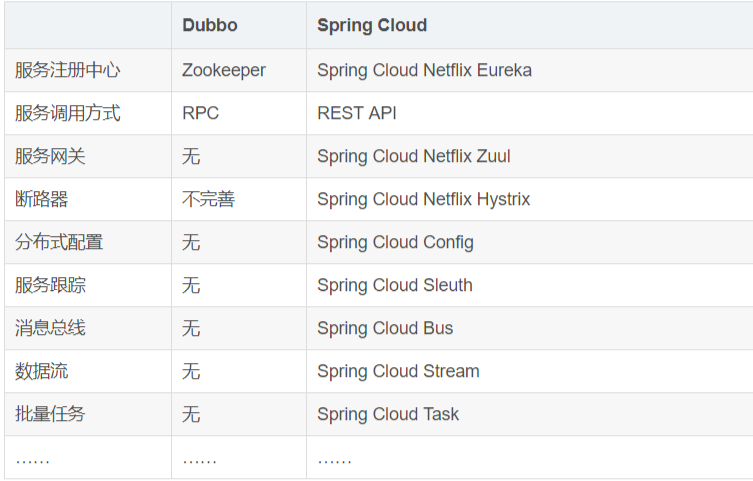 Dubbo Spring Cloud
服务注册中心 Zookeeper Spring Cloud Netflix Eureka
服务调用方式 RPC REST API
服务网关 无 Spring Cloud Netflix Zuul
断路器 不完善 Spring Cloud Netflix Hystrix
分布式配置 无 Spring Cloud Config
服务跟踪 无 Spring Cloud Sleuth
消息总线 无 Spring Cloud Bus
数据流 无 Spring Cloud Stream
批量任务 无 Spring Cloud Task
…… …… ……